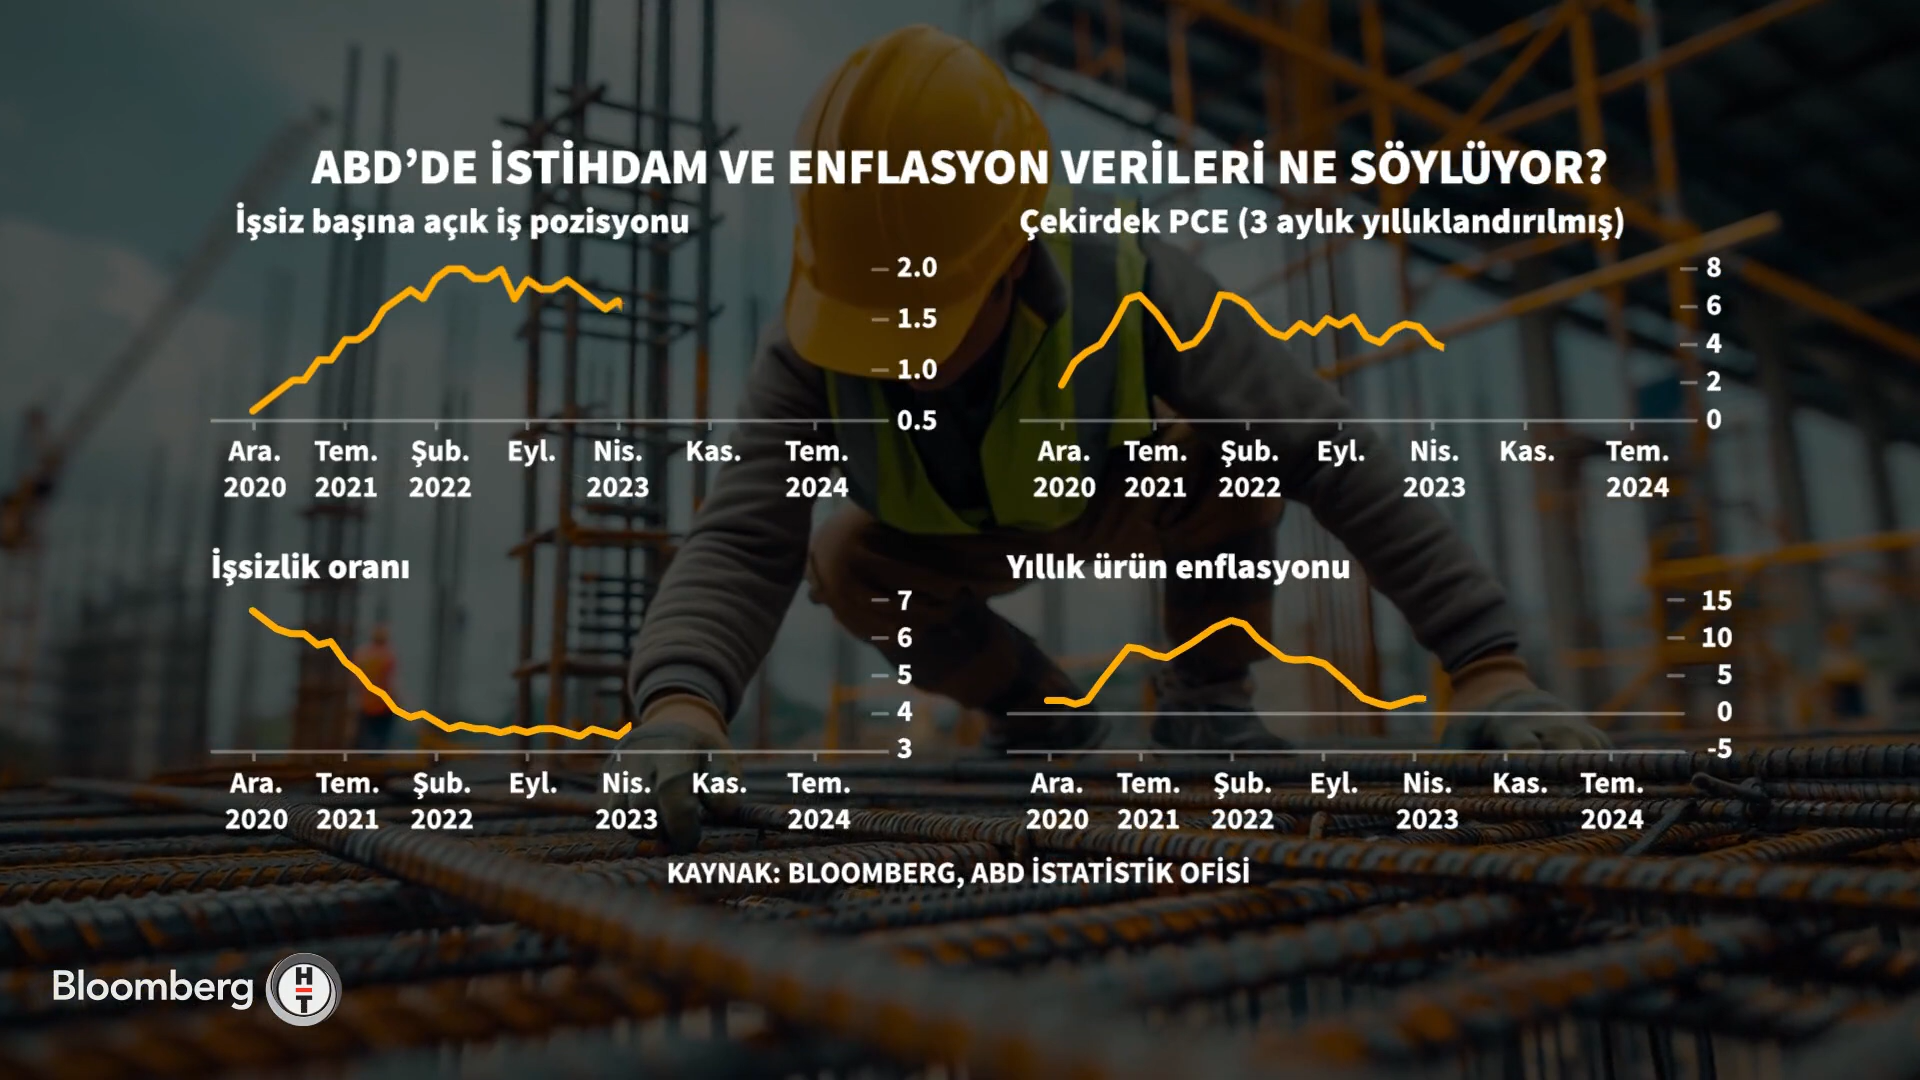 ABD’DE İSTİHDAM VE ENFLASYON VERİLERİ NE SÖYLÜYOR?
İşsiz başına açık iş pozisyonu
2.0
1.5
1.0
0.5
Ara. Tem. Şub. Eyl. Nis. Kas. Tem.
2020 2021 2022 2023 2024
Çekirdek PCE (3 aylık yıllıklandırılmış)
8
6
4
2
0
Ara. Tem. Şub. Eyl. Nis. Kas. Tem.
2020 2021 2022 2023 2024
İşsizlik oranı
7
6
5
4
3
Ara. Tem. Şub. Eyl. Nis. Kas. Tem.
2020 2021 2022 2023 2024
Yıllık ürün enflasyonu
15
10
5
0
-5
Ara. Tem. Şub. Eyl. Nis. Kas. Tem.
2020 2021 2022 2023 2024
KAYNAK: BLOOMBERG, ABD İSTATİSTİK OFİSİ
Bloomberg HT